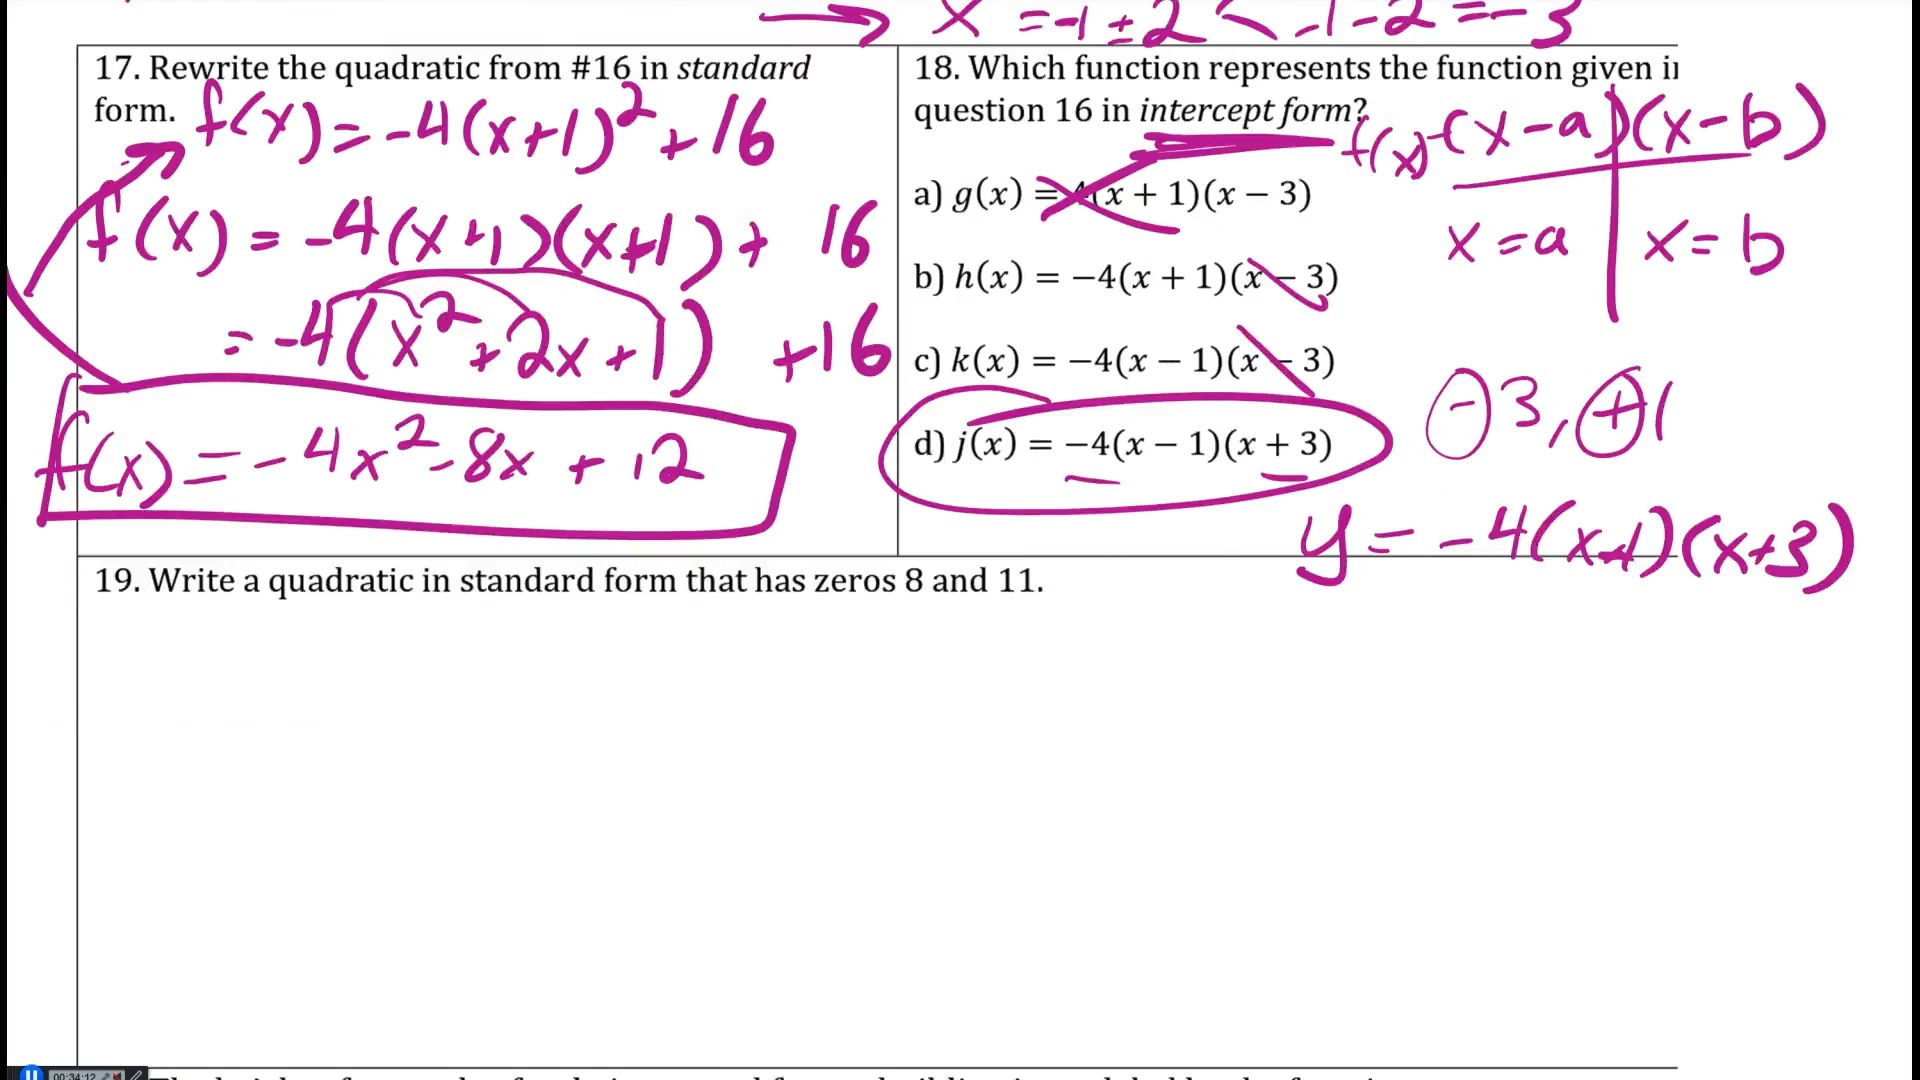 x = -1 ± 2 < -1 - 2 = -3
17. Rewrite the quadratic from #16 in standard
form. f(x) = -4(x+1)² + 16
f(x) = -4(x+1)(x+1) + 16
= -4(x² + 2x + 1) + 16
f(x) = -4x² - 8x + 12
18. Which function represents the function given in
question 16 in intercept form?
f(x) = (x - a)(x - b)
x = a x = b
a) g(x) = 4(x + 1)(x − 3)
b) h(x) = −4(x + 1)(x − 3)
c) k(x) = −4(x − 1)(x − 3)
-3, +1
d) j(x) = −4(x − 1)(x + 3)
y = -4(x-1)(x+3)
19. Write a quadratic in standard form that has zeros 8 and 11.
00:34:12